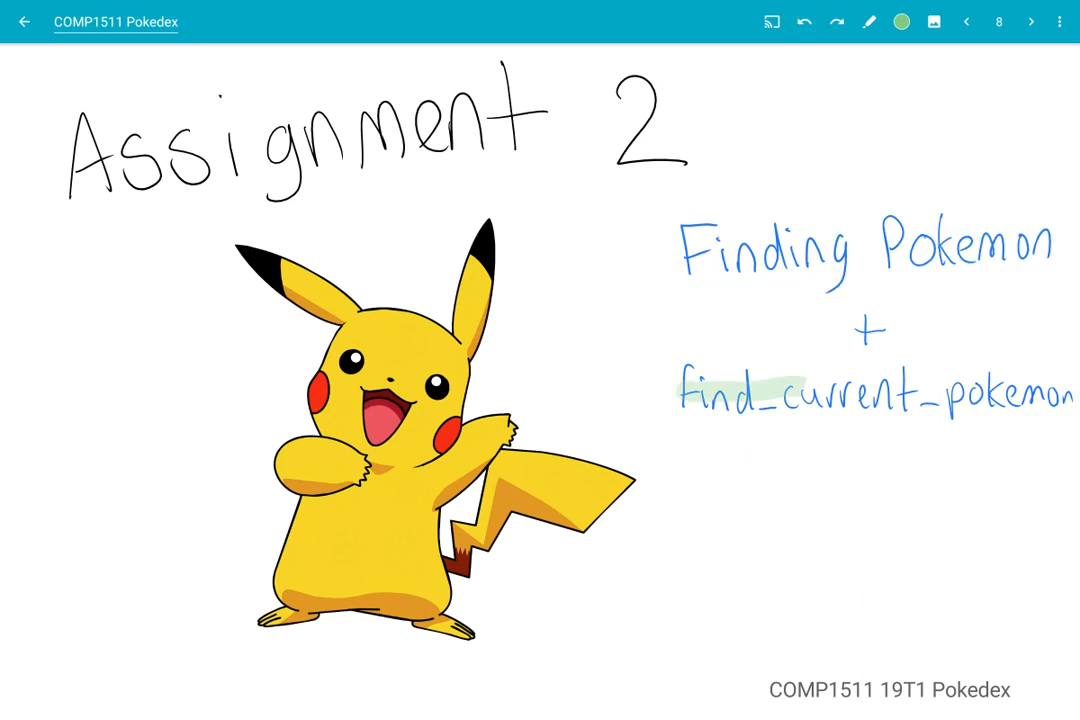 COMP1511 Pokedex
8
Assignment 2
Finding Pokemon
+
find_current_pokemon
COMP1511 19T1 Pokedex